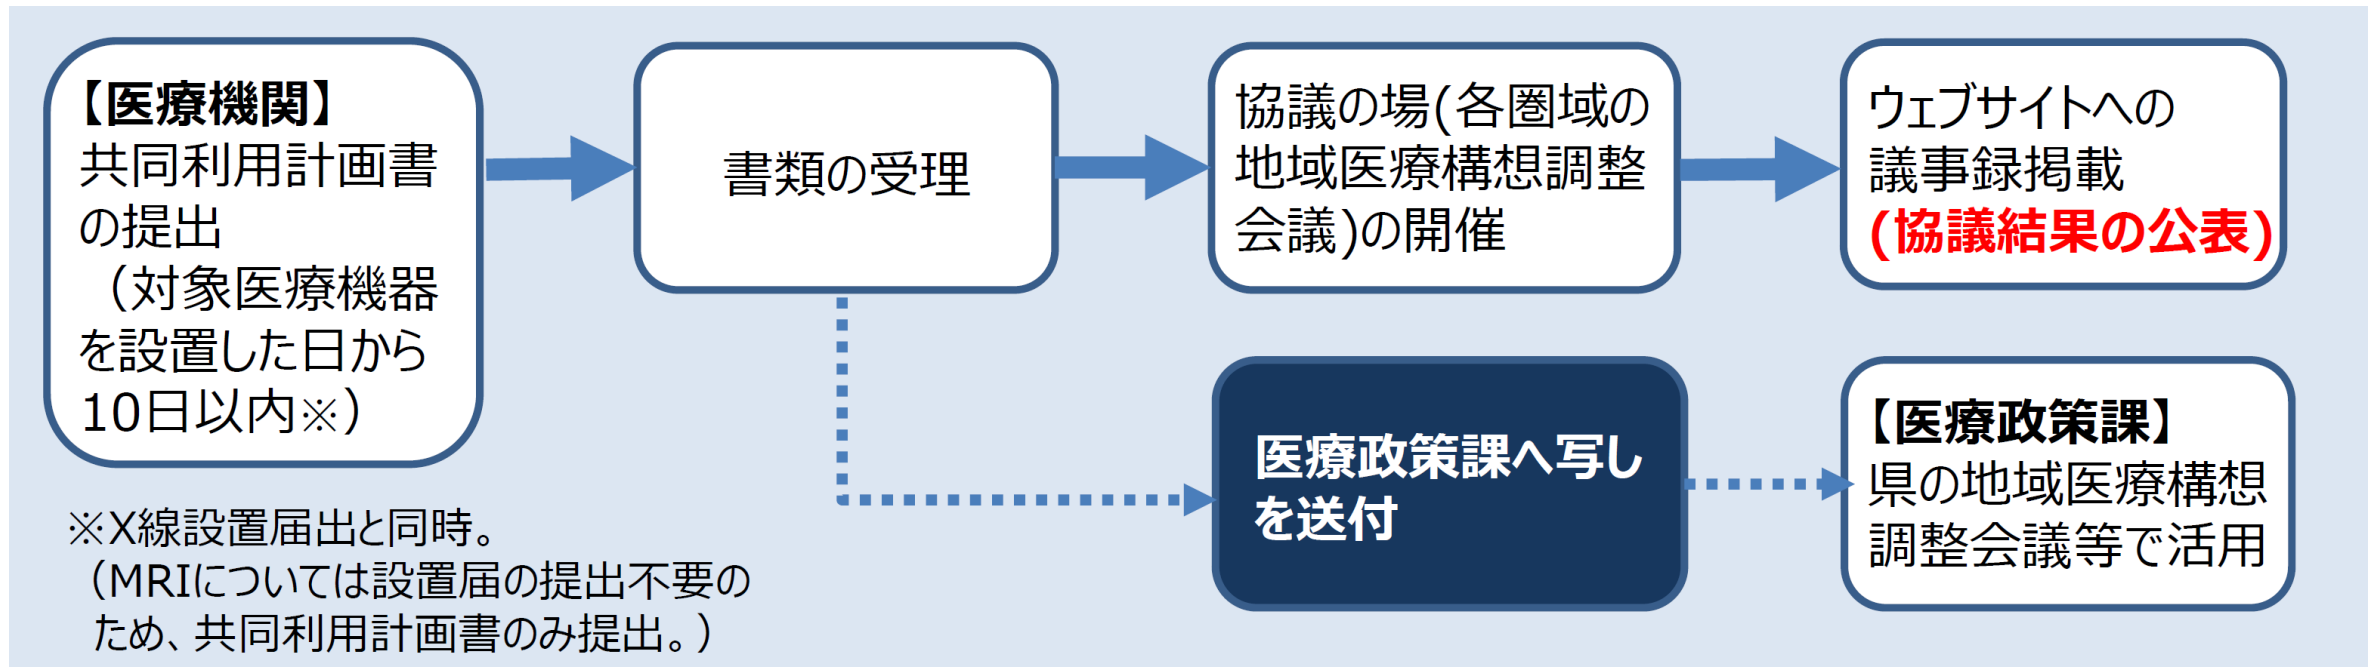 【医療機関】
共同利用計画書
の提出
（対象医療機器
を設置した日から
10日以内※）
※X線設置届出と同時。
（MRIについては設置届の提出不要の
ため、共同利用計画書のみ提出。）
書類の受理
協議の場(各圏域の
地域医療構想調整
会議)の開催
ウェブサイトへの
議事録掲載
(協議結果の公表)
医療政策課へ写し
を送付
【医療政策課】
県の地域医療構想
調整会議等で活用